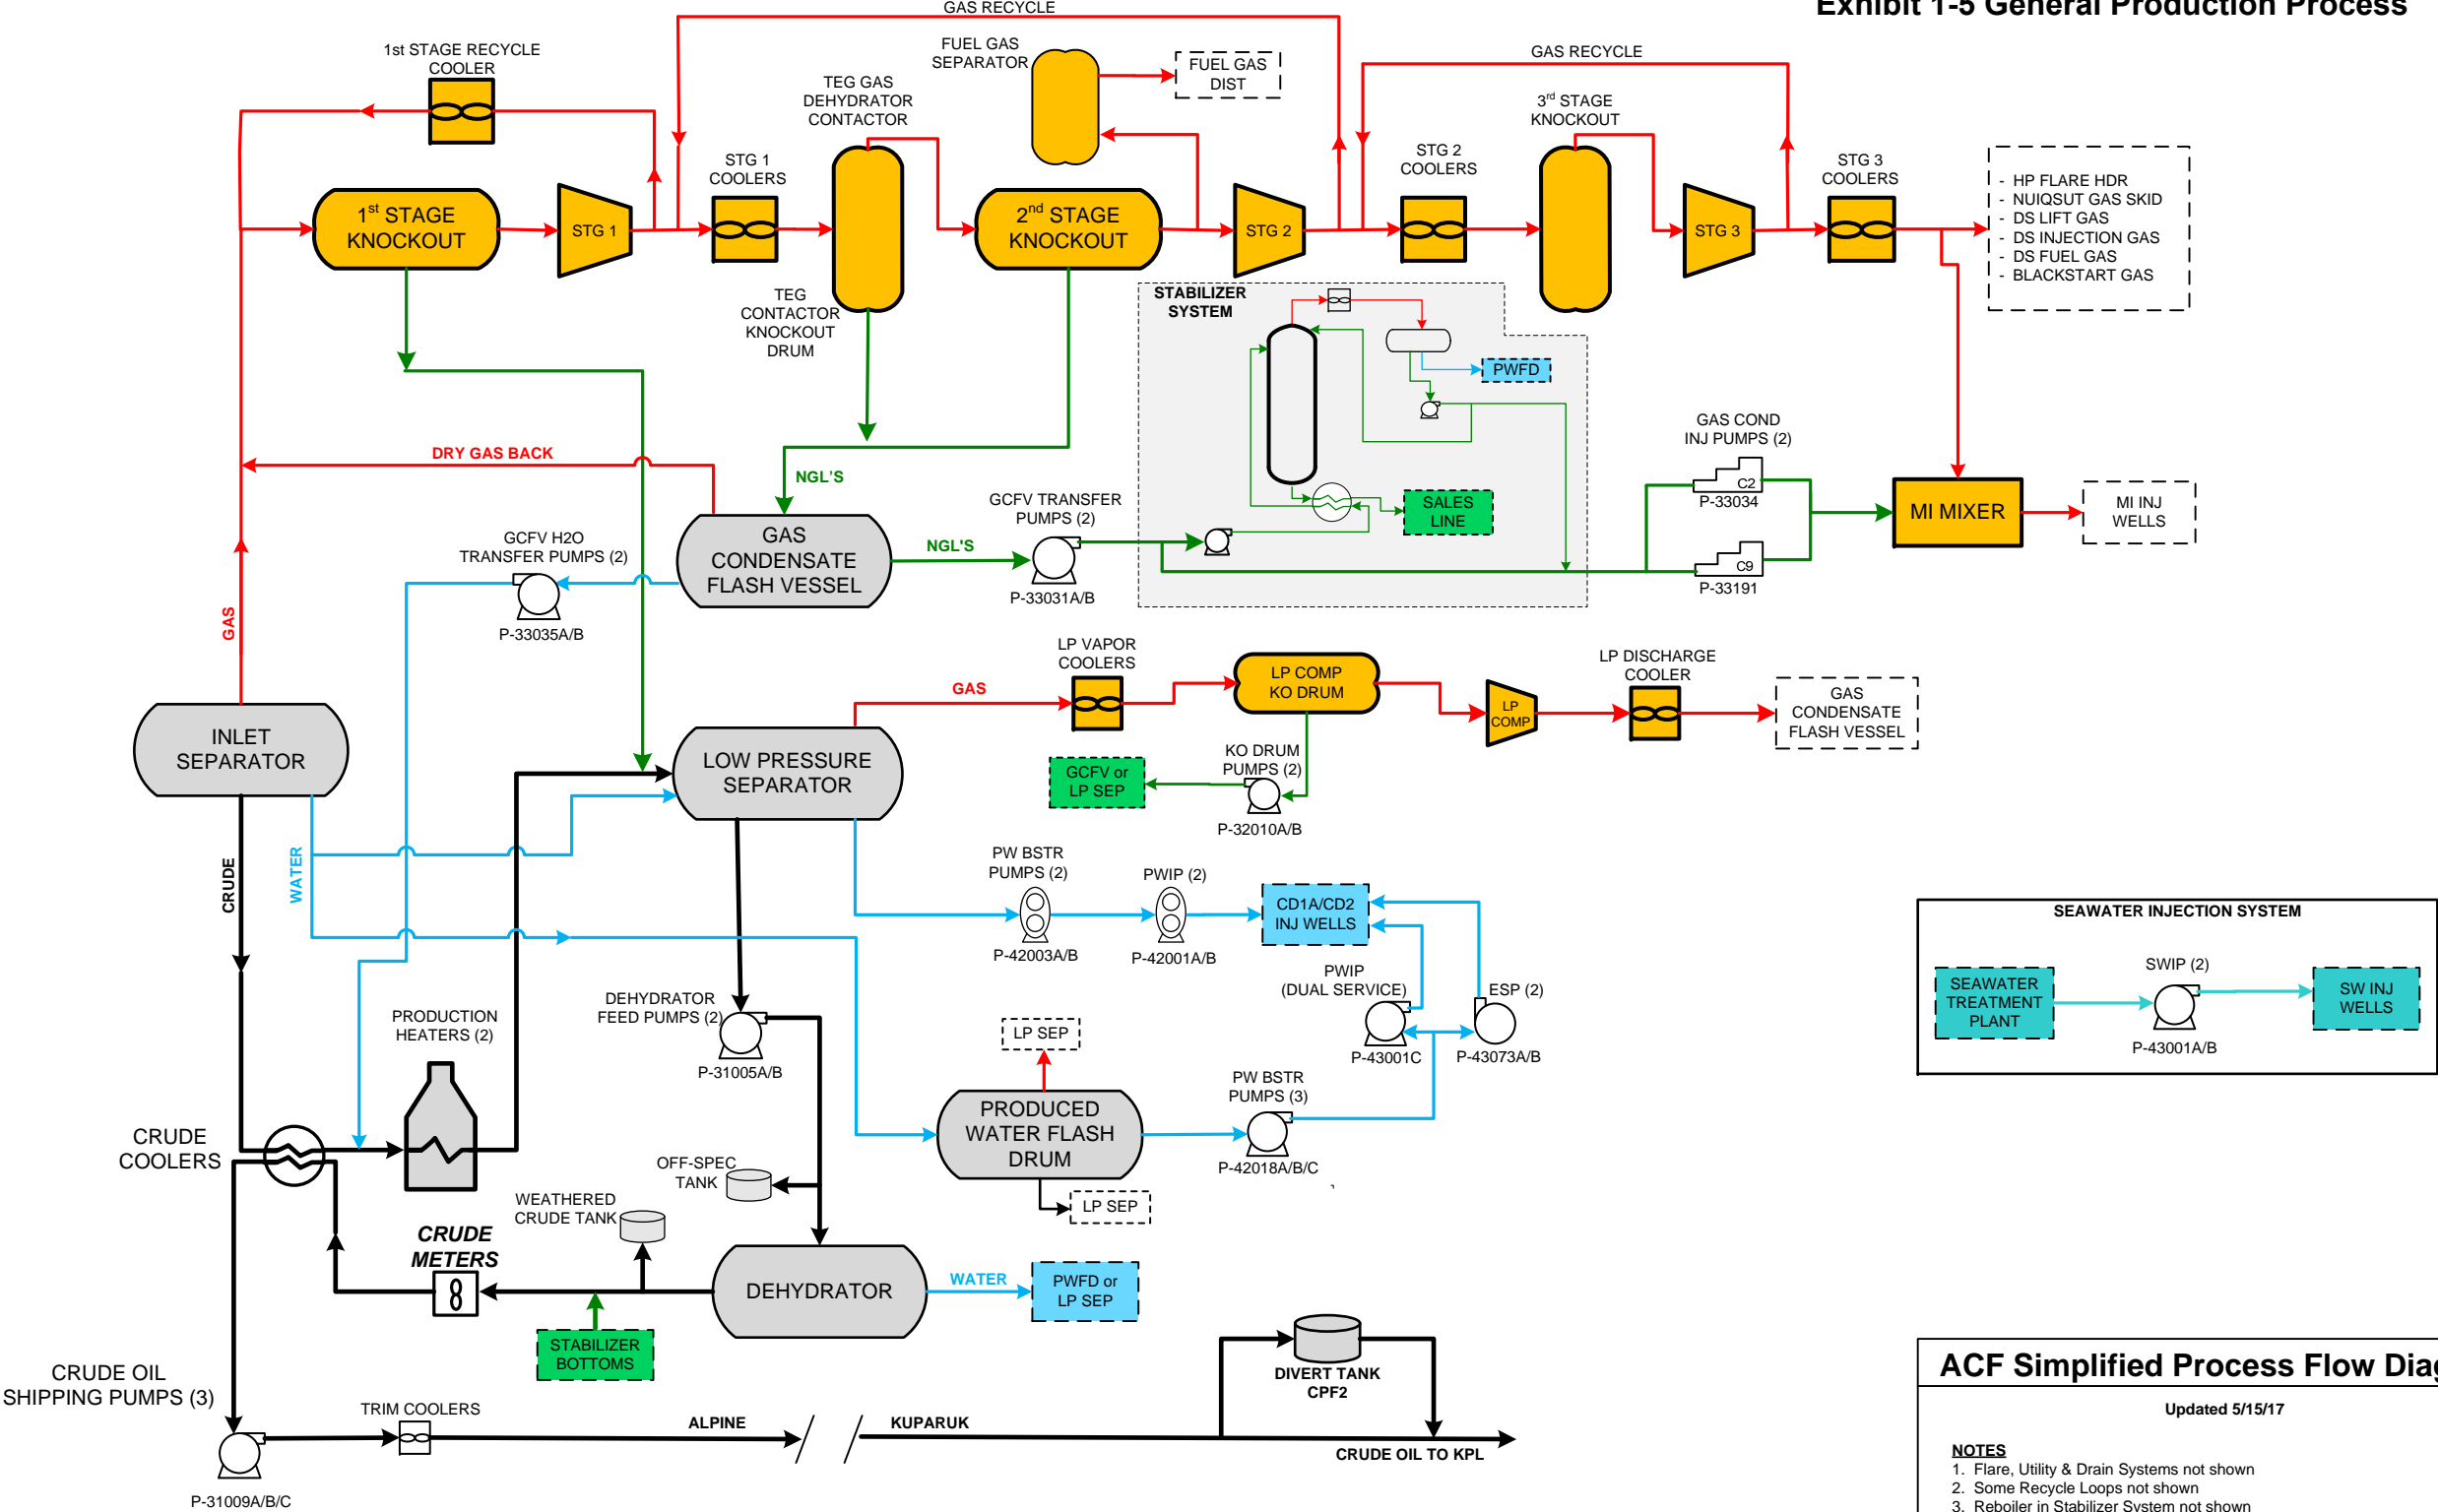 Exhibit 1-5 General Production Process
GAS RECYCLE
1st STAGE RECYCLE
COOLER
FUEL GAS
SEPARATOR
FUEL GAS
DIST
GAS RECYCLE
TEG GAS
DEHYDRATOR
CONTACTOR
3rd STAGE
KNOCKOUT
STG 1
COOLERS
STG 2
COOLERS
STG 3
COOLERS
1st STAGE
KNOCKOUT
STG 1
2nd STAGE
KNOCKOUT
STG 2
STG 3
- HP FLARE HDR
- NUIQSUT GAS SKID
- DS LIFT GAS
- DS INJECTION GAS
- DS FUEL GAS
- BLACKSTART GAS
TEG
CONTACTOR
KNOCKOUT
DRUM
STABILIZER
SYSTEM
PWFD
SALES
LINE
DRY GAS BACK
NGL'S
GAS COND
INJ PUMPS (2)
C2
P-33034
C9
P-33191
MI MIXER
MI INJ
WELLS
GCFV TRANSFER
PUMPS (2)
P-33031A/B
GCFV H2O
TRANSFER PUMPS (2)
P-33035A/B
GAS
CONDENSATE
FLASH VESSEL
NGL'S
GAS
INLET
SEPARATOR
LOW PRESSURE
SEPARATOR
GAS
LP VAPOR
COOLERS
LP COMP
KO DRUM
LP
COMP
LP DISCHARGE
COOLER
GAS
CONDENSATE
FLASH VESSEL
KO DRUM
PUMPS (2)
GCFV or
LP SEP
P-32010A/B
CRUDE
WATER
PW BSTR
PUMPS (2)
P-42003A/B
PWIP (2)
P-42001A/B
CD1A/CD2
INJ WELLS
PWIP
(DUAL SERVICE)
P-43001C
ESP (2)
P-43073A/B
SEAWATER INJECTION SYSTEM
SEAWATER
TREATMENT
PLANT
SWIP (2)
P-43001A/B
SW INJ
WELLS
PRODUCTION
HEATERS (2)
DEHYDRATOR
FEED PUMPS (2)
P-31005A/B
LP SEP
PRODUCED
WATER FLASH
DRUM
LP SEP
PW BSTR
PUMPS (3)
P-42018A/B/C
CRUDE
COOLERS
OFF-SPEC
TANK
WEATHERED
CRUDE TANK
CRUDE
METERS
8
DEHYDRATOR
WATER
PWFD or
LP SEP
STABILIZER
BOTTOMS
CRUDE OIL
SHIPPING PUMPS (3)
P-31009A/B/C
TRIM COOLERS
ALPINE
KUPARUK
DIVERT TANK
CPF2
CRUDE OIL TO KPL
ACF Simplified Process Flow Diag
Updated 5/15/17
NOTES
1. Flare, Utility & Drain Systems not shown
2. Some Recycle Loops not shown
3. Reboiler in Stabilizer System not shown